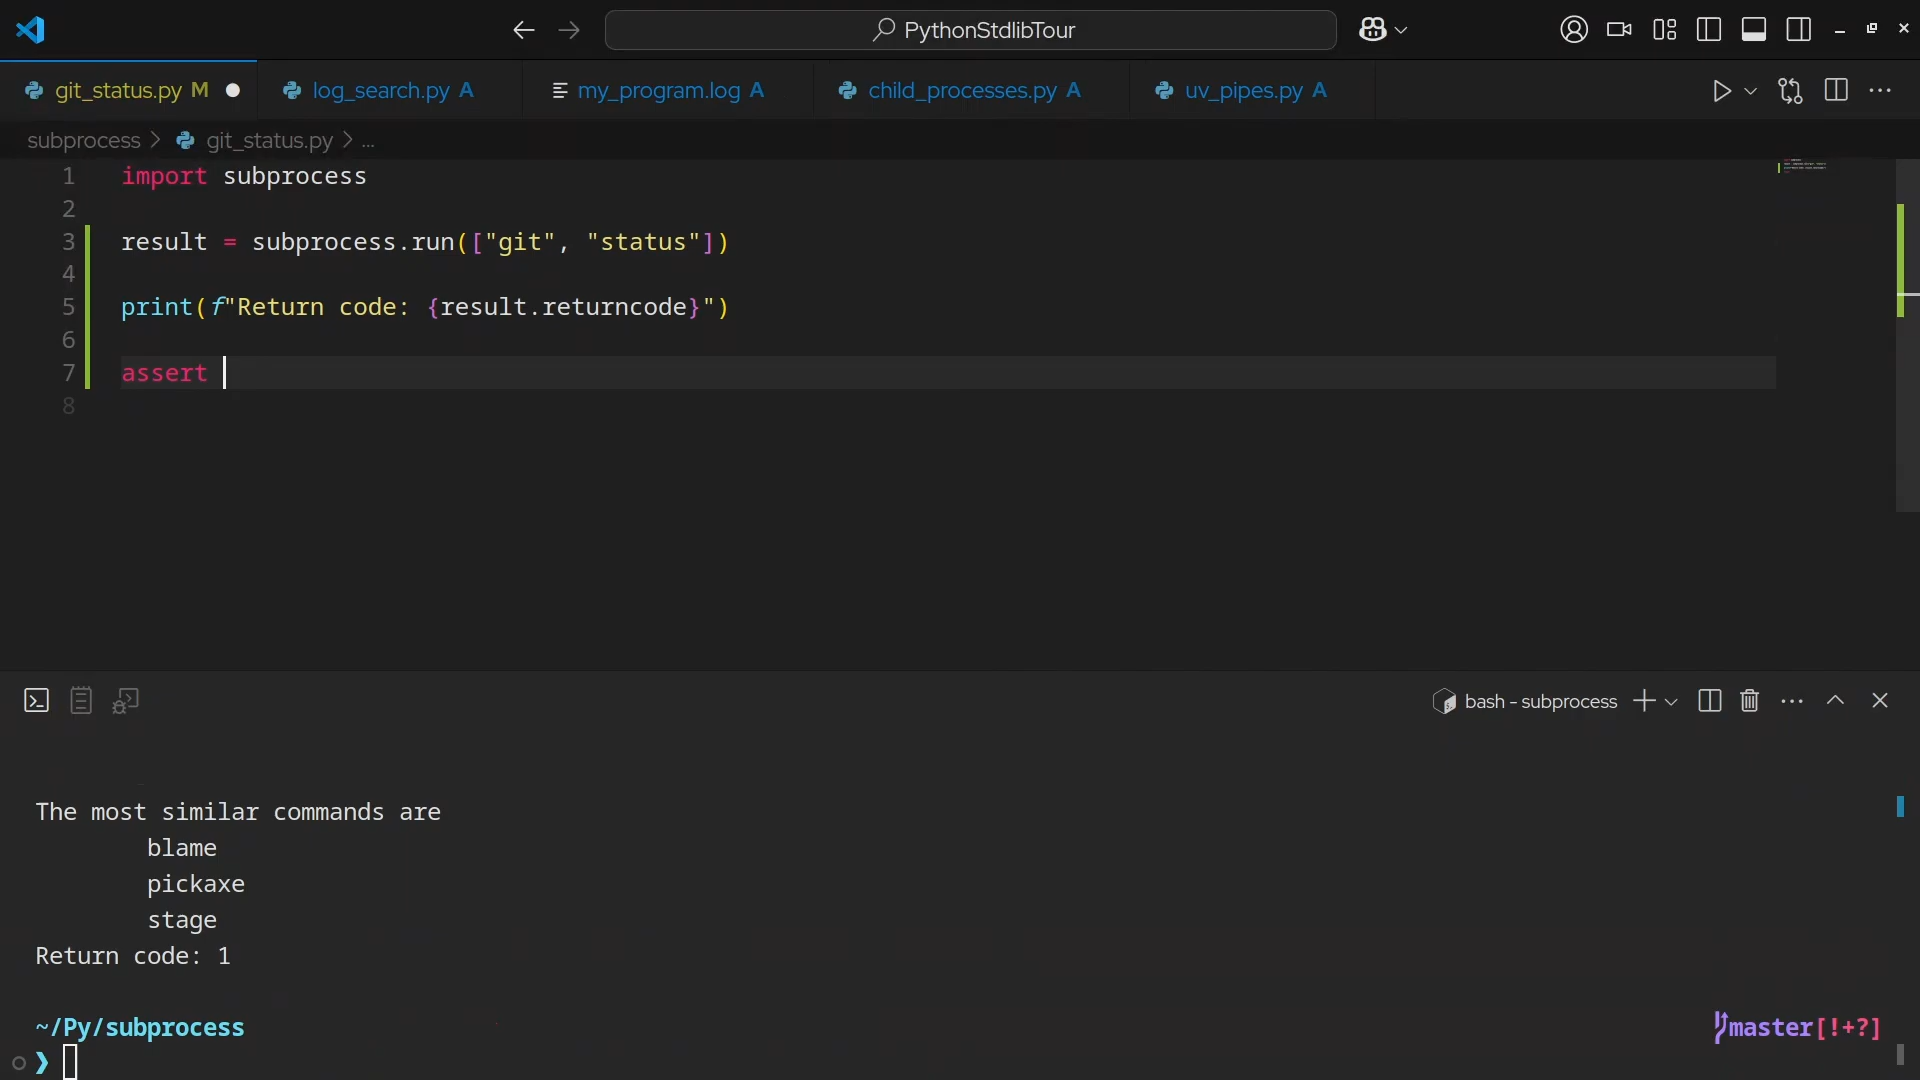 PythonStdlibTour
git_status.py M
log_search.py A
my_program.log A
child_processes.py A
uv_pipes.py A
subprocess > git_status.py > ...
1 import subprocess
2
3 result = subprocess.run(["git", "status"])
4
5 print(f"Return code: {result.returncode}")
6
7 assert
8
bash - subprocess
The most similar commands are
blame
pickaxe
stage
Return code: 1
~/Py/subprocess
master[!+?]
❯